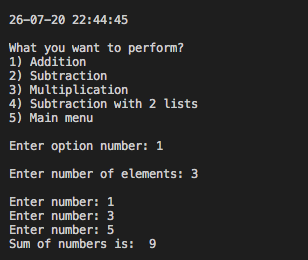 26-07-20 22:44:45
What you want to perform?
1) Addition
2) Subtraction
3) Multiplication
4) Subtraction with 2 lists
5) Main menu
Enter option number: 1
Enter number of elements: 3
Enter number: 1
Enter number: 3
Enter number: 5
Sum of numbers is:  9